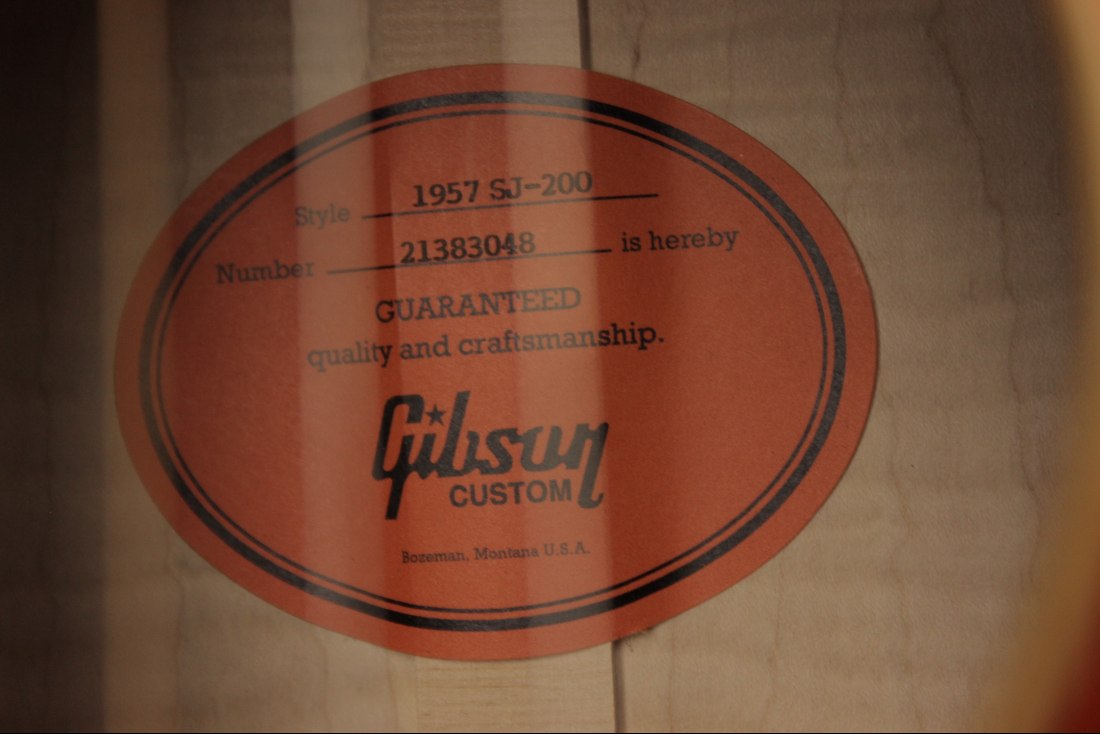 Style 1957 SJ-200
Number 21383048 is hereby
GUARANTEED
quality and craftsmanship.
Gibson
CUSTOM
Bozeman, Montana U.S.A.